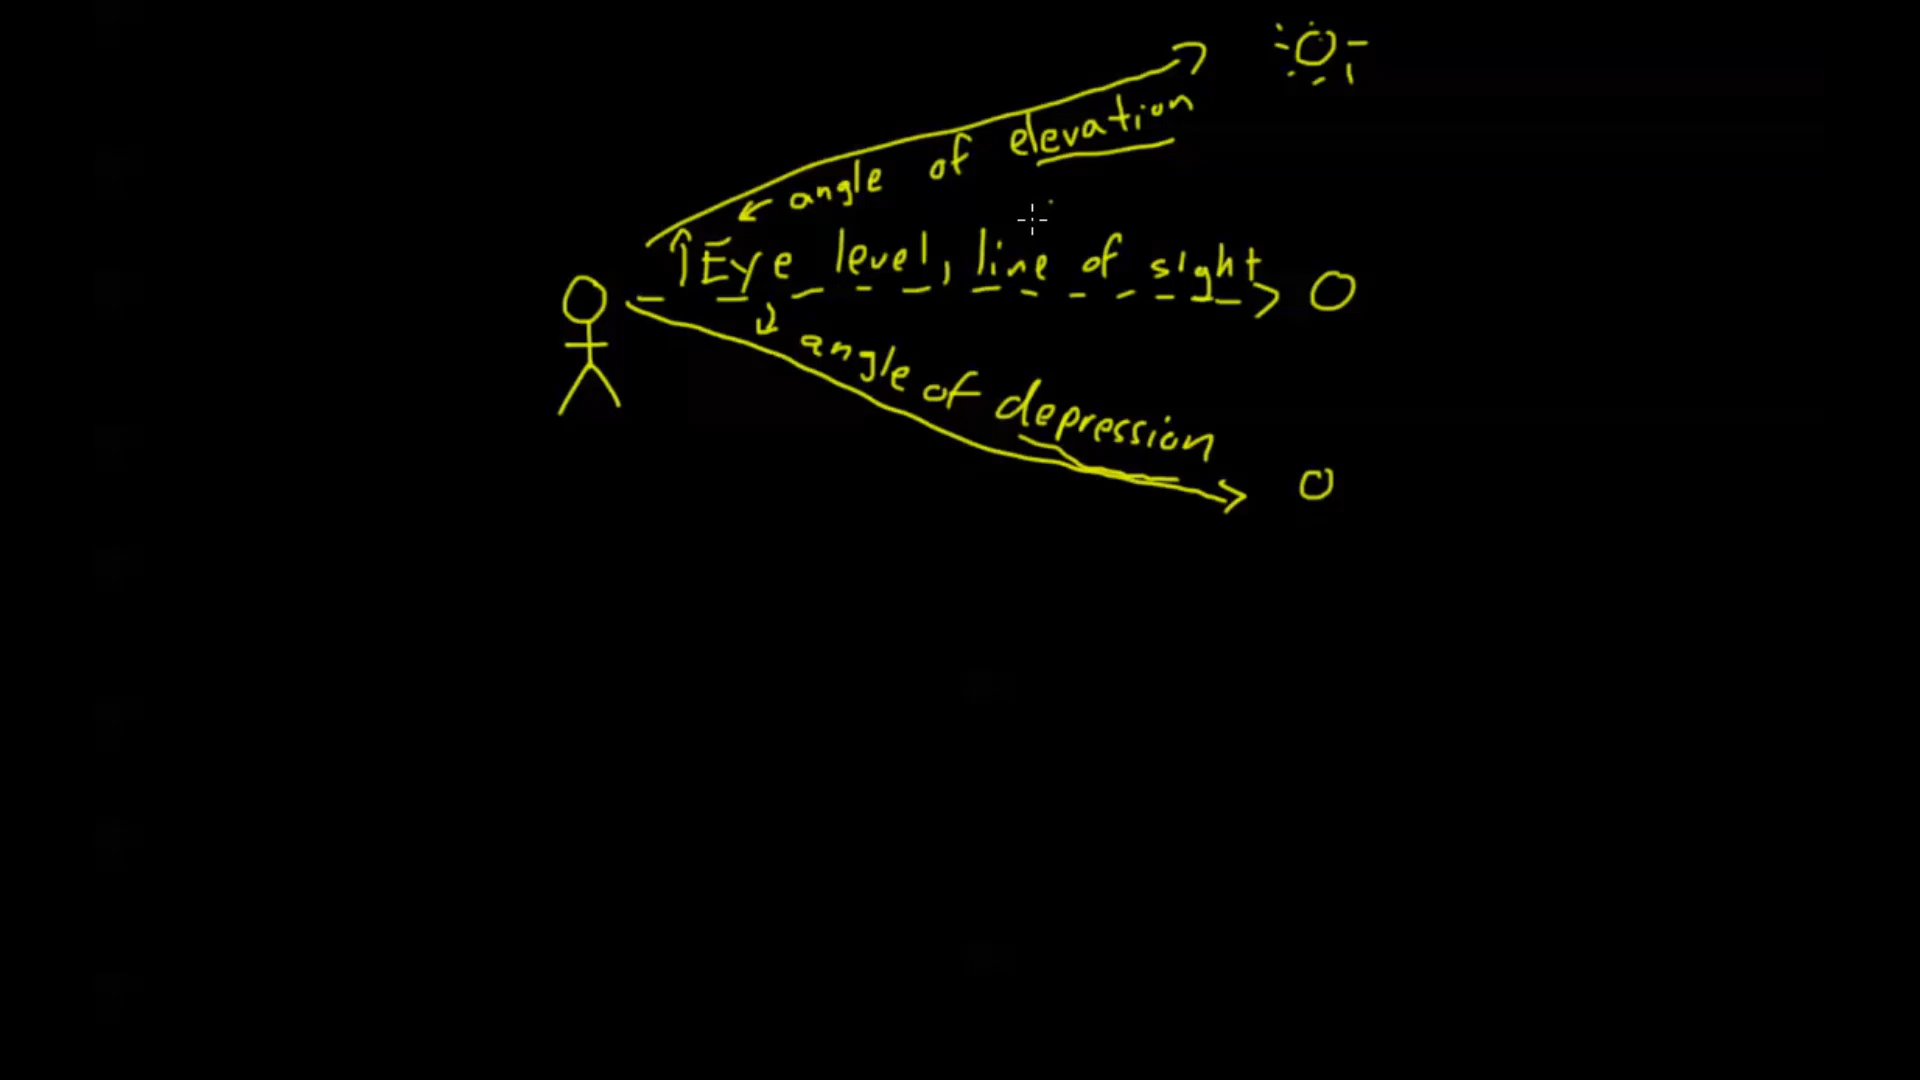 angle of elevation
Eye level, line of sight
angle of depression